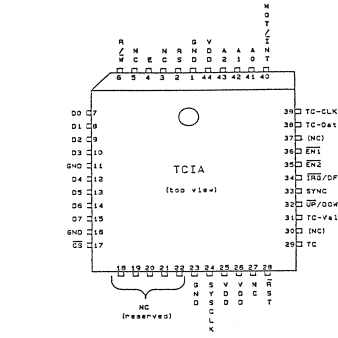 MOT/INT
R/W NC E NC RS GND VDD A2 A1 A0
6 5 4 3 2 1 44 43 42 41 40
D0 7
D1 8
D2 9
D3 10
GND 11
D4 12
D5 13
D6 14
D7 15
GND 16
CS 17
TCIA
(top view)
39 TC-CLK
38 TC-Dat
37 (NC)
36 EN1
35 EN2
34 IRQ/DF
33 SYNC
32 UP/DOW
31 TC-Val
30 (NC)
29 TC
18 19 20 21 22 23 24 25 26 27 28
NC
(reserved)
GND SYSCLK VDD VDD NC RST